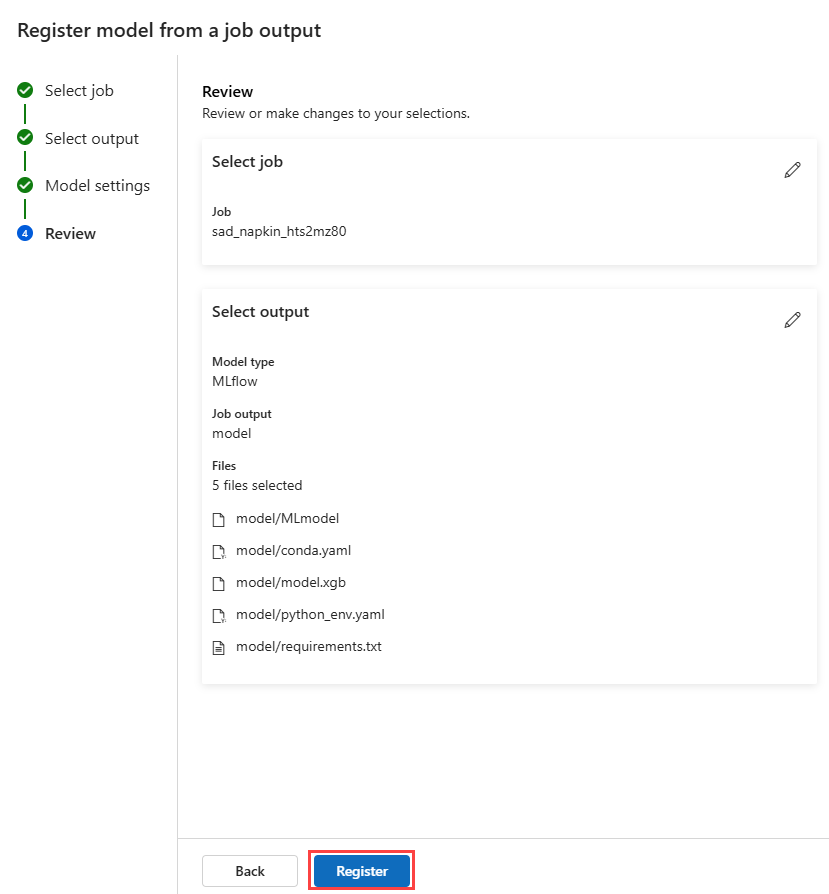 Register model from a job output
Select job
Select output
Model settings
4 Review
Review
Review or make changes to your selections.
Select job
Job
sad_napkin_hts2mz80
Select output
Model type
MLflow
Job output
model
Files
5 files selected
model/MLmodel
model/conda.yaml
model/model.xgb
model/python_env.yaml
model/requirements.txt
Back
Register